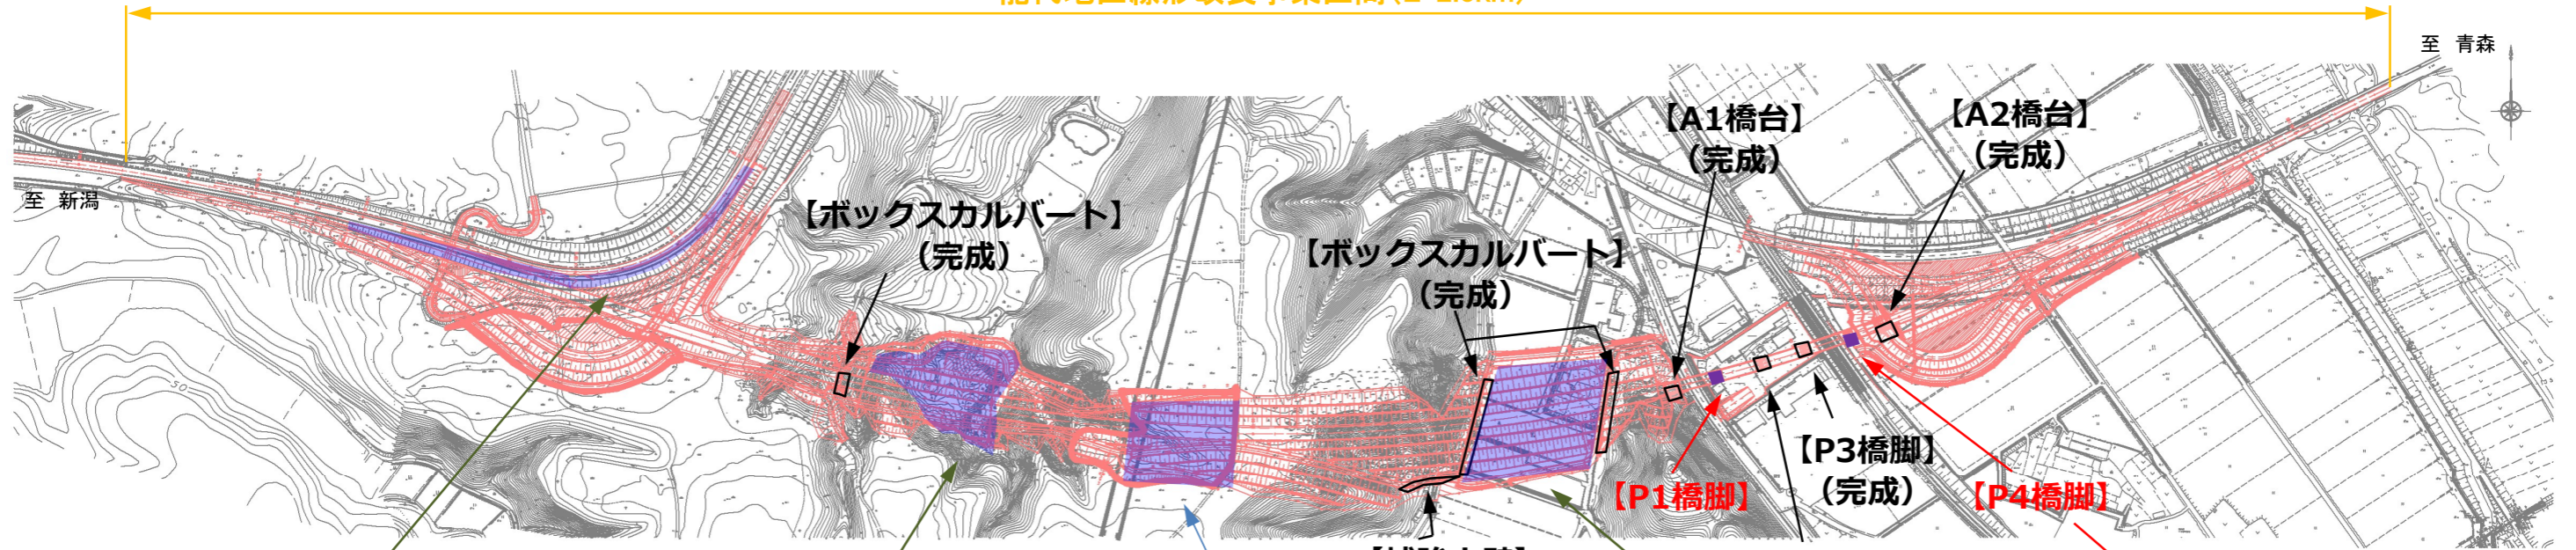 至 青森
【A1橋台】
（完成）
【A2橋台】
（完成）
至 新潟
【ボックスカルバート】
（完成）
【ボックスカルバート】
（完成）
【P3橋脚】
（完成）
【P1橋脚】
【P4橋脚】
50